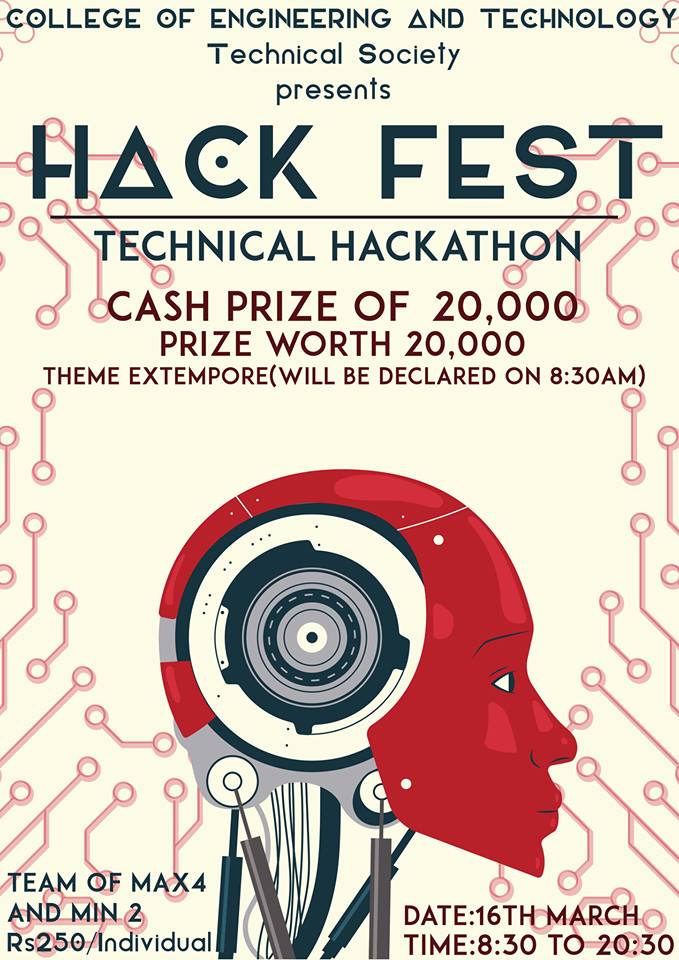 COLLEGE OF ENGINEERING AND TECHNOLOGY
Technical Society
presents
HACK FEST
TECHNICAL HACKATHON
CASH PRIZE OF 20,000
PRIZE WORTH 20,000
THEME EXTEMPORE(WILL BE DECLARED ON 8:30AM)
TEAM OF MAX4
AND MIN 2
Rs250/Individual
DATE:16TH MARCH
TIME:8:30 TO 20:30